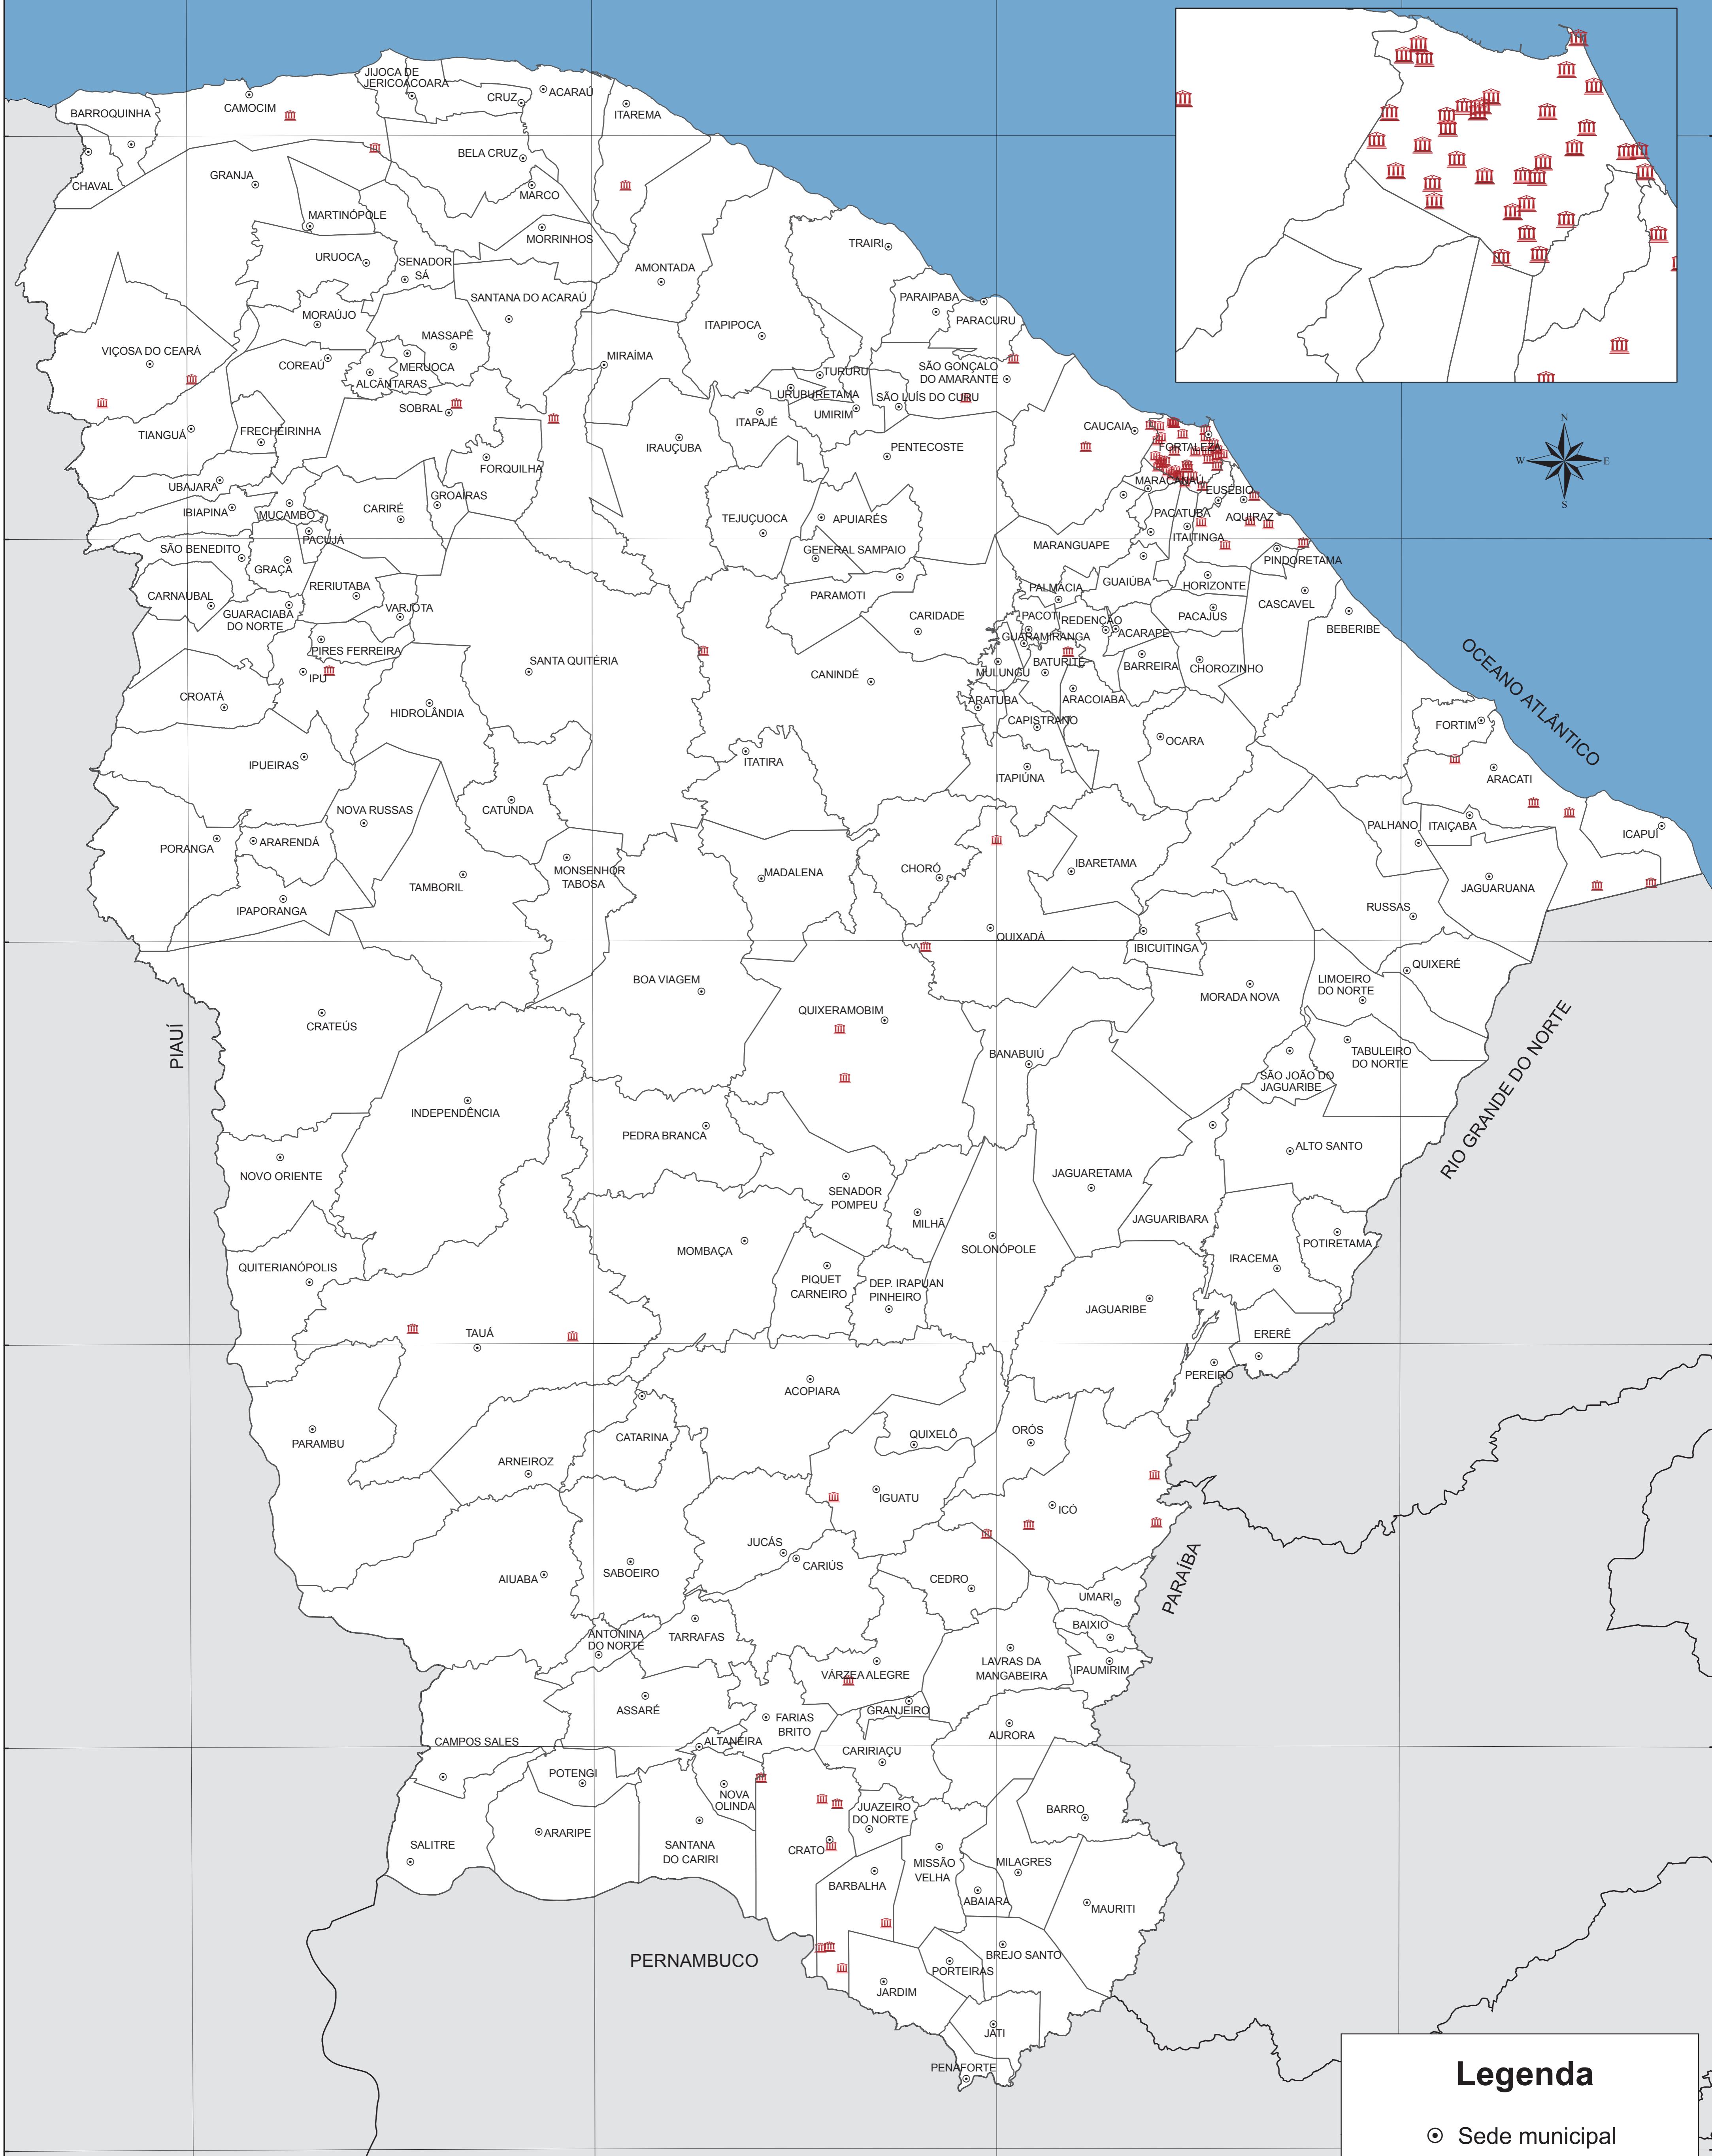 JIJOCA DE
JERICOACOARA
BARROQUINHA
CAMOCIM
CRUZ
ACARAÚ
ITAREMA
CHAVAL
GRANJA
BELA CRUZ
MARCO
MARTINÓPOLE
MORRINHOS
URUOCA
SENADOR
SÁ
AMONTADA
TRAIRI
SANTANA DO ACARAÚ
PARAIPABA
PARACURU
MORAÚJO
MASSAPÊ
ITAPIPOCA
VIÇOSA DO CEARÁ
COREAÚ
MERUOCA
ALCÂNTARAS
MIRAÍMA
TURURU
SÃO GONÇALO
DO AMARANTE
URUBURETAMA
SÃO LUÍS DO CURU
SOBRAL
UMIRIM
ITAPAJÉ
TIANGUÁ
FRECHEIRINHA
IRAUÇUBA
PENTECOSTE
CAUCAIA
FORTALEZA
N
W
E
S
FORQUILHA
UBAJARA
GROAÍRAS
MARACANAÚ
EUSÉBIO
IBIAPINA
MUCAMBO
CARIRÉ
TEJUÇUOCA
APUIARÉS
PACATUBA
AQUIRAZ
PACUJÁ
ITAITINGA
SÃO BENEDITO
GENERAL SAMPAIO
MARANGUAPE
PINDORETAMA
GRAÇA
CARNAUBAL
RERIUTABA
PARAMOTI
PALMÁCIA
GUAIÚBA
HORIZONTE
CASCAVEL
GUARACIABA
DO NORTE
VARJOTA
CARIDADE
PACOTI
REDENÇÃO
ACARAPE
PACAJUS
BEBERIBE
GUARAMIRANGA
PIRES FERREIRA
SANTA QUITÉRIA
BATURITÉ
BARREIRA
CHOROZINHO
OCEANO ATLÂNTICO
IPU
CANINDÉ
MULUNGU
CROATÁ
ARATUBA
ARACOIABA
HIDROLÂNDIA
CAPISTRANO
FORTIM
OCARA
IPUEIRAS
ITATIRA
ITAPIÚNA
ARACATI
NOVA RUSSAS
CATUNDA
PALHANO
ITAIÇABA
ICAPUÍ
PORANGA
ARARENDÁ
MONSENHOR
TABOSA
MADALENA
CHORÓ
IBARETAMA
TAMBORIL
JAGUARUANA
IPAPORANGA
RUSSAS
QUIXADÁ
IBICUITINGA
BOA VIAGEM
QUIXERÉ
LIMOEIRO
DO NORTE
MORADA NOVA
CRATEÚS
QUIXERAMOBIM
PIAUÍ
BANABUIÚ
TABULEIRO
DO NORTE
SÃO JOÃO DO
JAGUARIBE
RIO GRANDE DO NORTE
INDEPENDÊNCIA
PEDRA BRANCA
ALTO SANTO
NOVO ORIENTE
JAGUARETAMA
SENADOR
POMPEU
MILHÃ
JAGUARIBARA
MOMBAÇA
SOLONÓPOLE
POTIRETAMA
IRACEMA
QUITERIANÓPOLIS
PIQUET
CARNEIRO
DEP. IRAPUAN
PINHEIRO
JAGUARIBE
TAUÁ
ERERÊ
PEREIRO
ACOPIARA
PARAMBU
CATARINA
QUIXELÔ
ORÓS
ARNEIROZ
IGUATU
ICÓ
JUCÁS
CARIÚS
AIUABA
SABOEIRO
CEDRO
PARAÍBA
UMARI
BAIXIO
ANTONINA
DO NORTE
TARRAFAS
VÁRZEA ALEGRE
LAVRAS DA
MANGABEIRA
IPAUMIRIM
ASSARÉ
GRANJEIRO
FARIAS
BRITO
AURORA
CAMPOS SALES
ALTANEIRA
CARIRIAÇU
POTENGI
NOVA
OLINDA
JUAZEIRO
DO NORTE
BARRO
ARARIPE
SALITRE
SANTANA
DO CARIRI
CRATO
MISSÃO
VELHA
MILAGRES
BARBALHA
ABAIARA
MAURITI
PERNAMBUCO
BREJO SANTO
PORTEIRAS
JARDIM
JATI
PENAFORTE
Legenda
Sede municipal